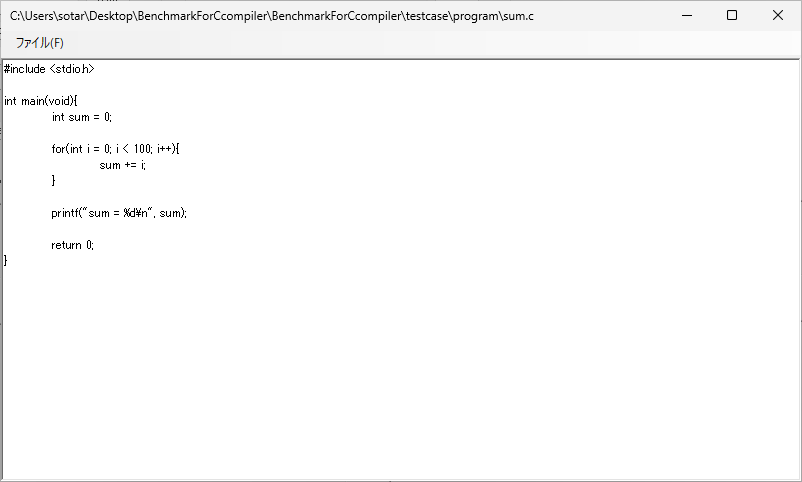 C:\Users\sotar\Desktop\BenchmarkForCcompiler\BenchmarkForCcompiler\testcase\program\sum.c
ファイル(F)
#include <stdio.h>
int main(void){
int sum = 0;
for(int i = 0; i < 100; i++){
sum += i;
}
printf("sum = %d¥n", sum);
return 0;
}